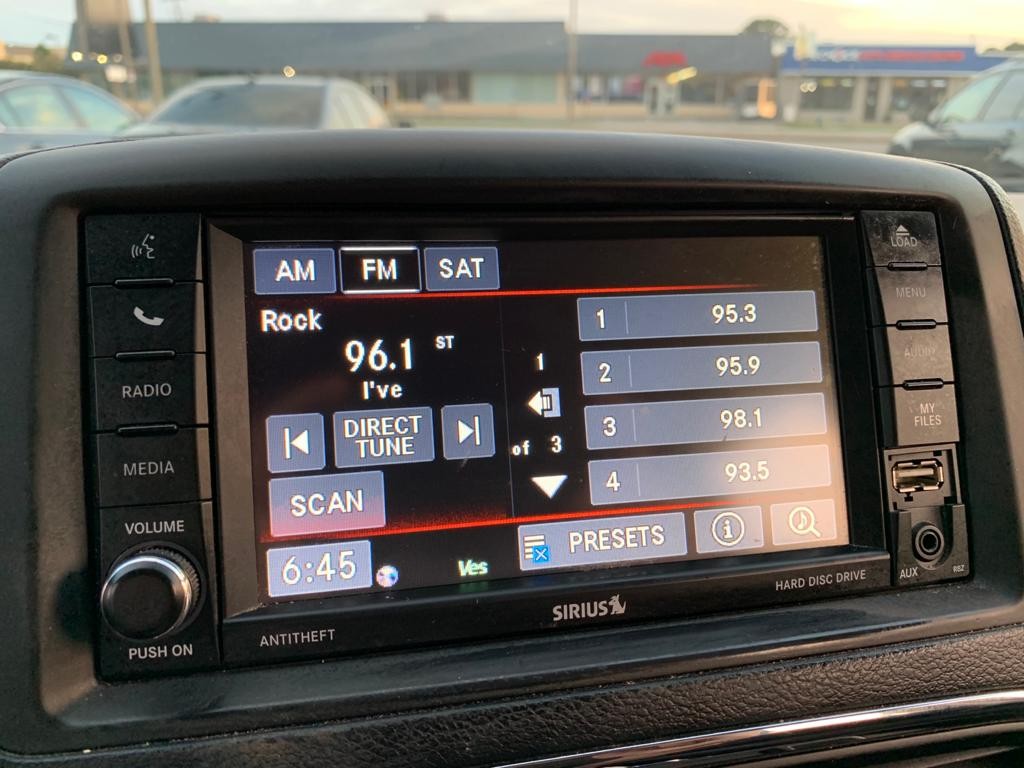 AM FM SAT
Rock
96.1 ST
I've
DIRECT
TUNE
SCAN
1
of 3
1 95.3
2 95.9
3 98.1
4 93.5
6:45
Ves
PRESETS
i
RADIO
MEDIA
VOLUME
PUSH ON
LOAD
MENU
AUDIO
MY
FILES
AUX
RBZ
ANTITHEFT
SIRIUS
HARD DISC DRIVE